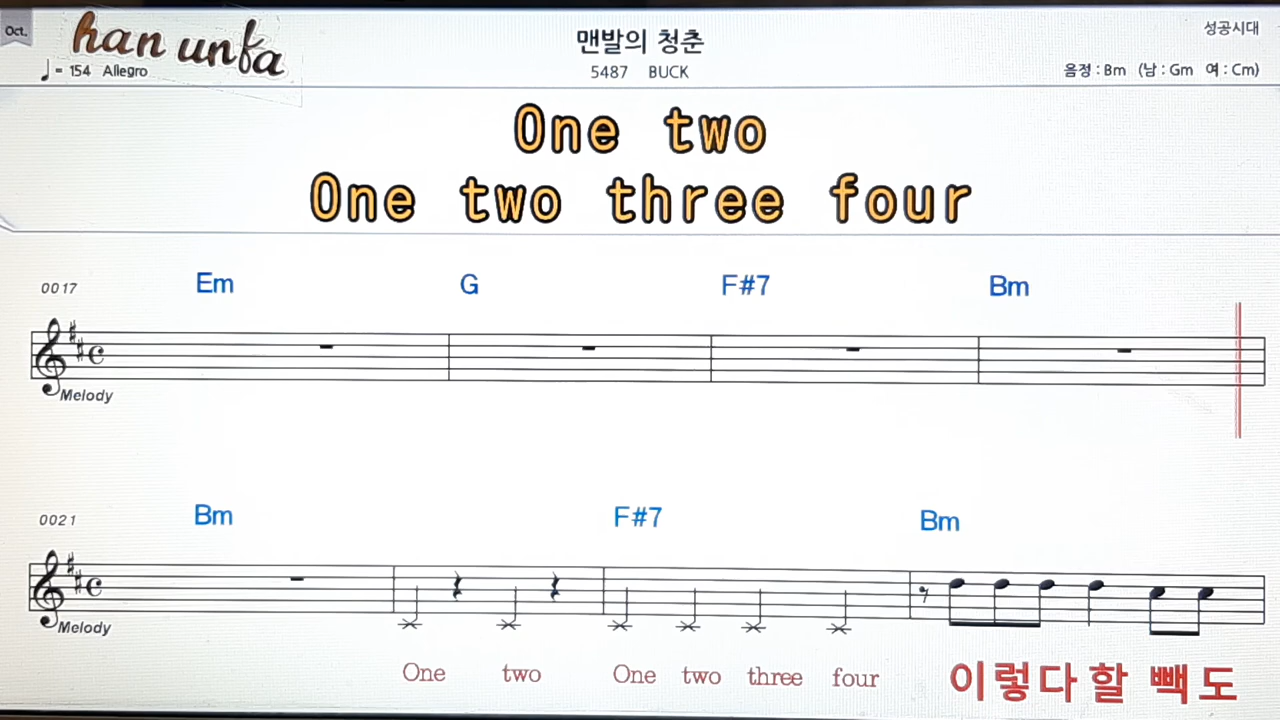 Oct.
han unfa
♩= 154 Allegro
맨발의 청춘
5487 BUCK
성공시대
음정 : Bm (남 : Gm 여 : Cm)
One two
One two three four
0017 Em G F#7 Bm
Melody
0021 Bm F#7 Bm
Melody
One two One two three four 이렇다 할 빽도